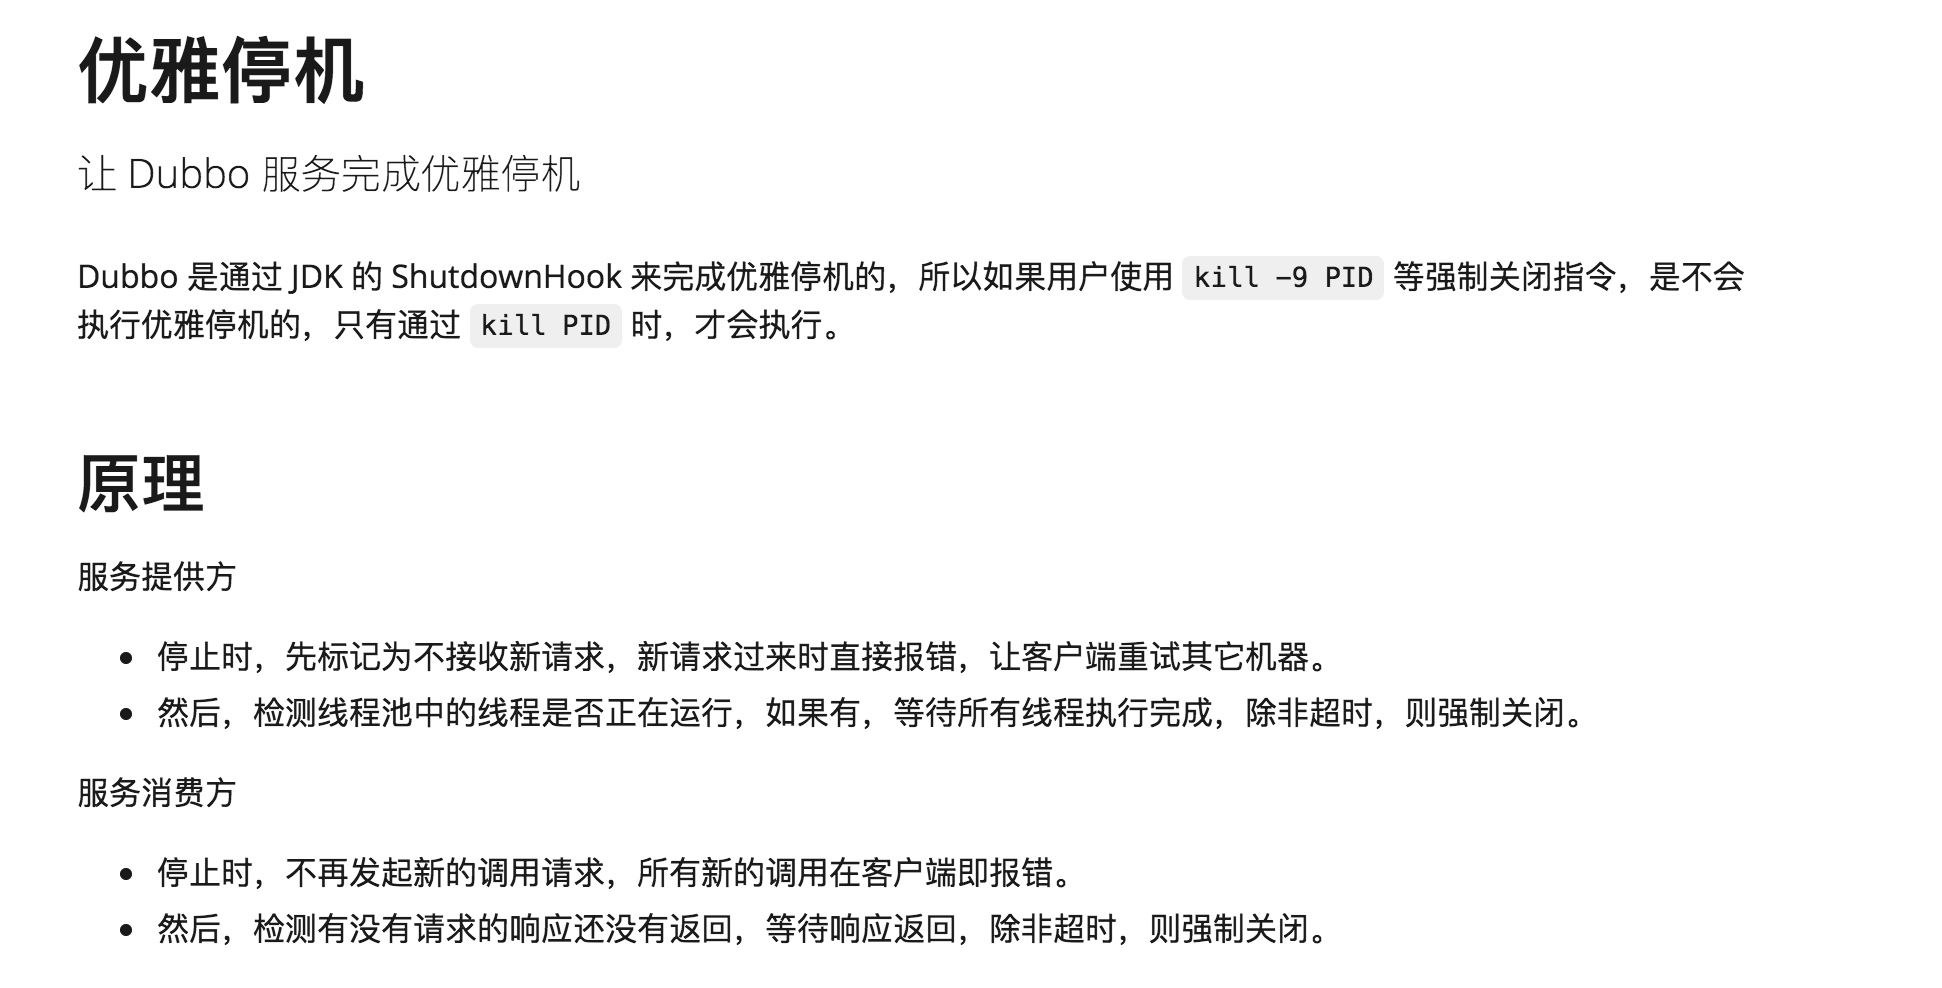 优雅停机
让 Dubbo 服务完成优雅停机
Dubbo 是通过 JDK 的 ShutdownHook 来完成优雅停机的，所以如果用户使用 kill -9 PID 等强制关闭指令，是不会
执行优雅停机的，只有通过 kill PID 时，才会执行。
原理
服务提供方
• 停止时，先标记为不接收新请求，新请求过来时直接报错，让客户端重试其它机器。
• 然后，检测线程池中的线程是否正在运行，如果有，等待所有线程执行完成，除非超时，则强制关闭。
服务消费方
• 停止时，不再发起新的调用请求，所有新的调用在客户端即报错。
• 然后，检测有没有请求的响应还没有返回，等待响应返回，除非超时，则强制关闭。